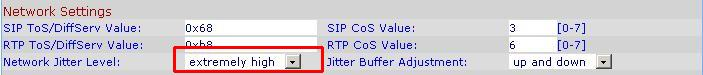 Network Settings
SIP ToS/DiffServ Value: 0x68 SIP CoS Value: 3 [0-7]
RTP ToS/DiffServ Value: 0xb8 RTP CoS Value: 6 [0-7]
Network Jitter Level: extremely high Jitter Buffer Adjustment: up and down